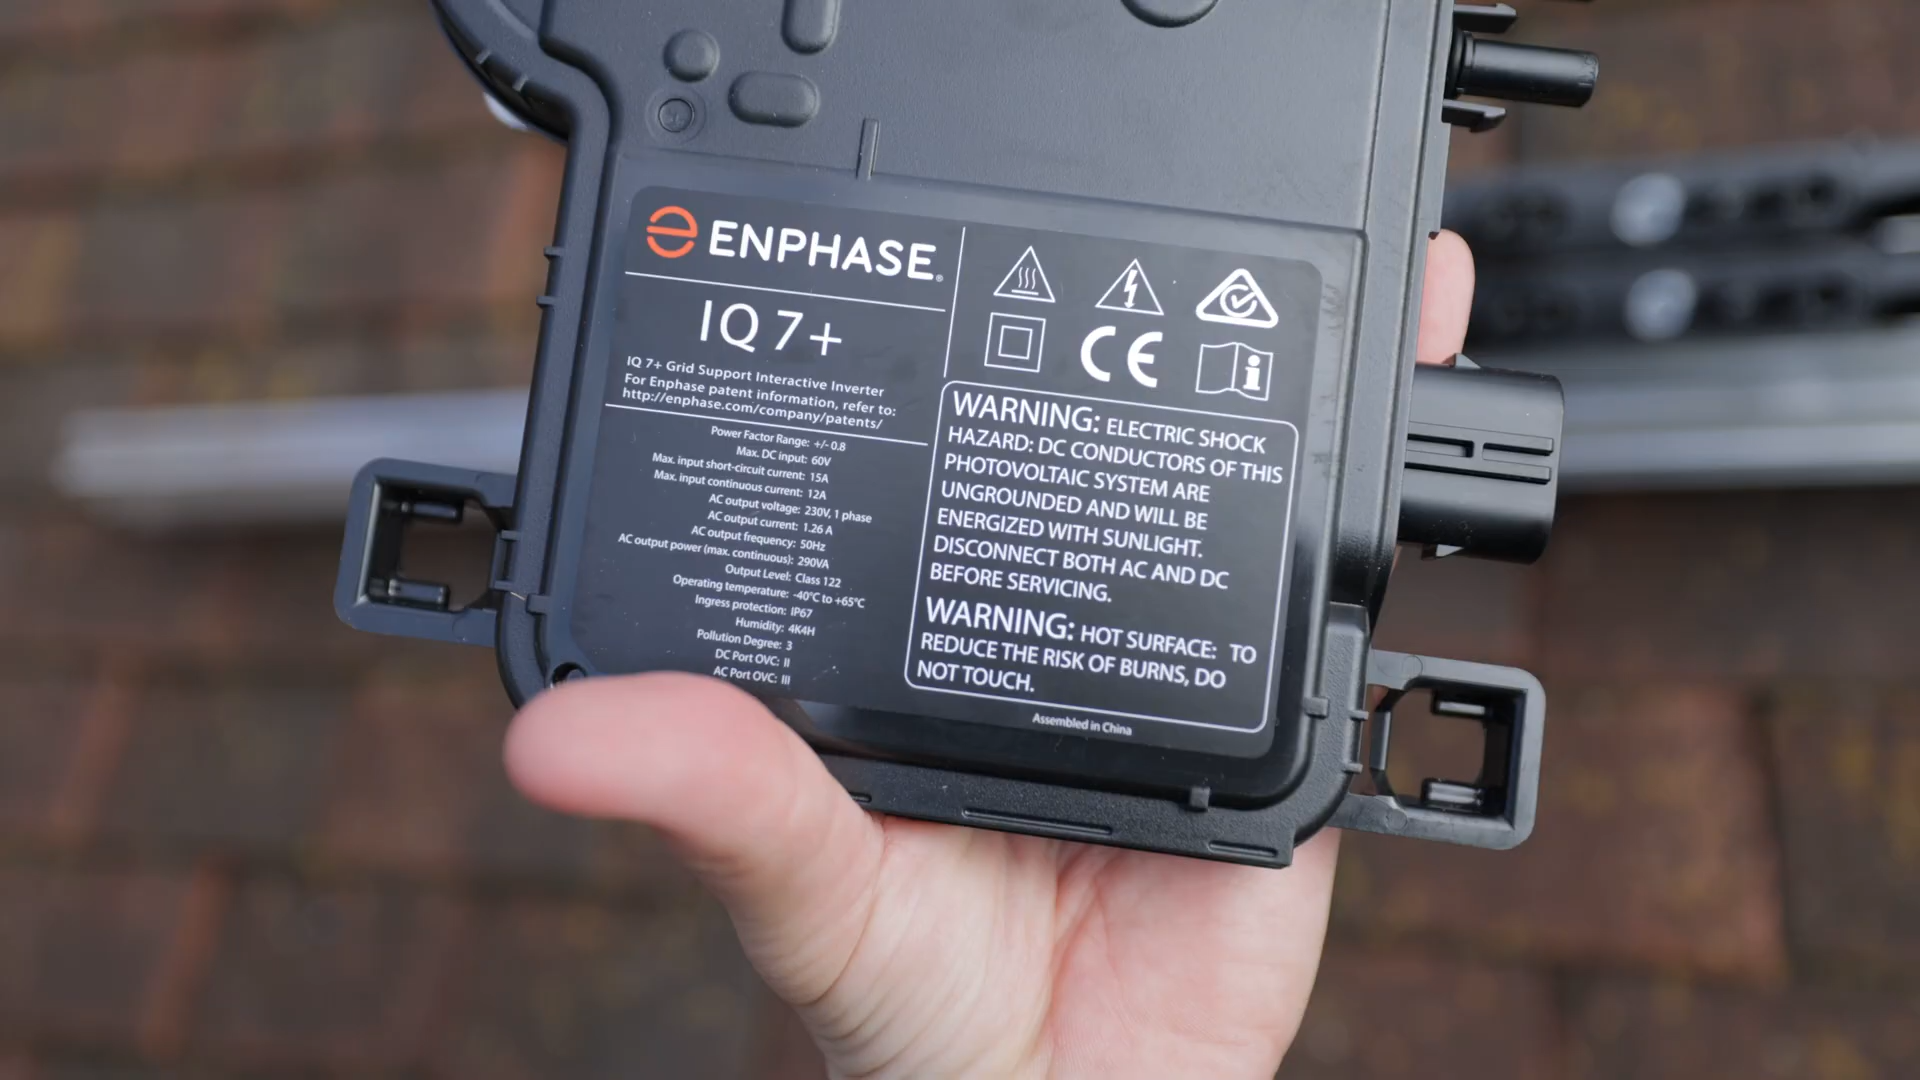 ENPHASE®
IQ 7+
IQ 7+ Grid Support Interactive Inverter
For Enphase patent information, refer to:
http://enphase.com/company/patents/
Power Factor Range: +/- 0.8
Max. DC input: 60V
Max. input short-circuit current: 15A
Max. input continuous current: 12A
AC output voltage: 230V, 1 phase
AC output current: 1.26 A
AC output frequency: 50Hz
AC output power (max. continuous): 290VA
Output Level: Class 122
Operating temperature: -40°C to +65°C
Ingress protection: IP67
Humidity: 4K4H
Pollution Degree: 3
DC Port OVC: II
AC Port OVC: III
CE
WARNING: ELECTRIC SHOCK
HAZARD: DC CONDUCTORS OF THIS
PHOTOVOLTAIC SYSTEM ARE
UNGROUNDED AND WILL BE
ENERGIZED WITH SUNLIGHT.
DISCONNECT BOTH AC AND DC
BEFORE SERVICING.
WARNING: HOT SURFACE: TO
REDUCE THE RISK OF BURNS, DO
NOT TOUCH.
Assembled in China